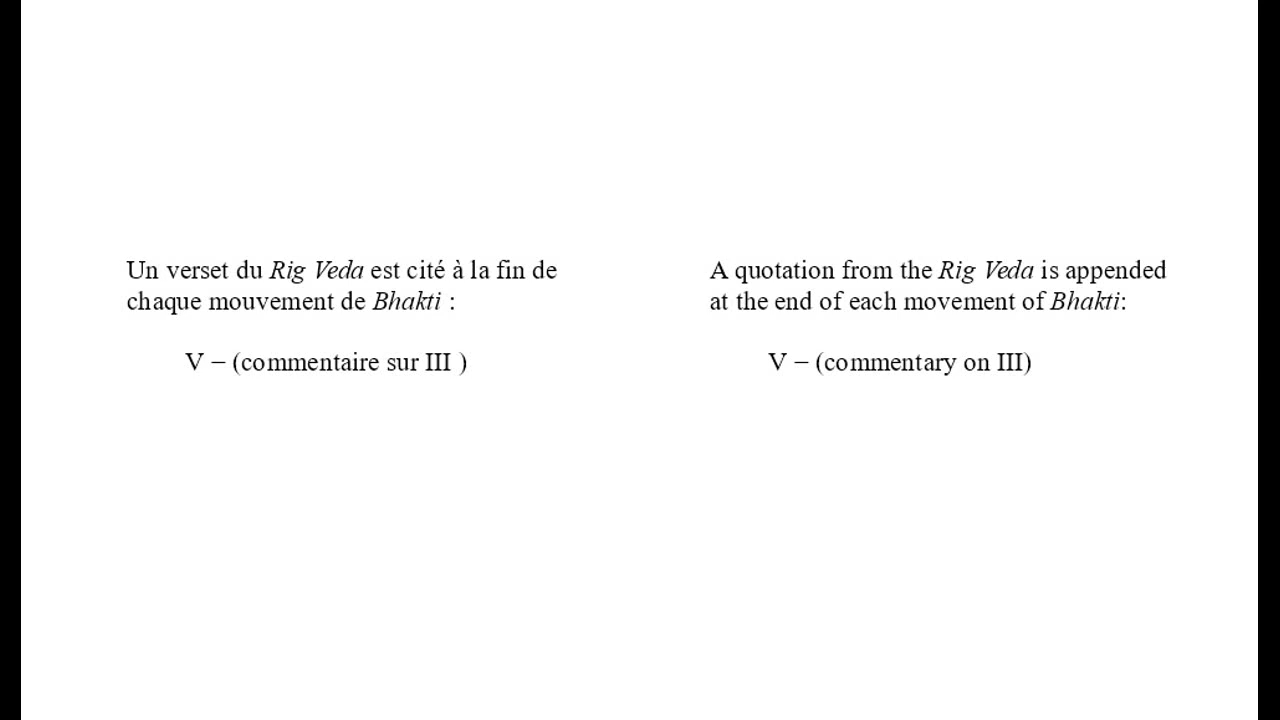 Un verset du Rig Veda est cité à la fin de
chaque mouvement de Bhakti :
V – (commentaire sur III )
A quotation from the Rig Veda is appended
at the end of each movement of Bhakti:
V – (commentary on III)